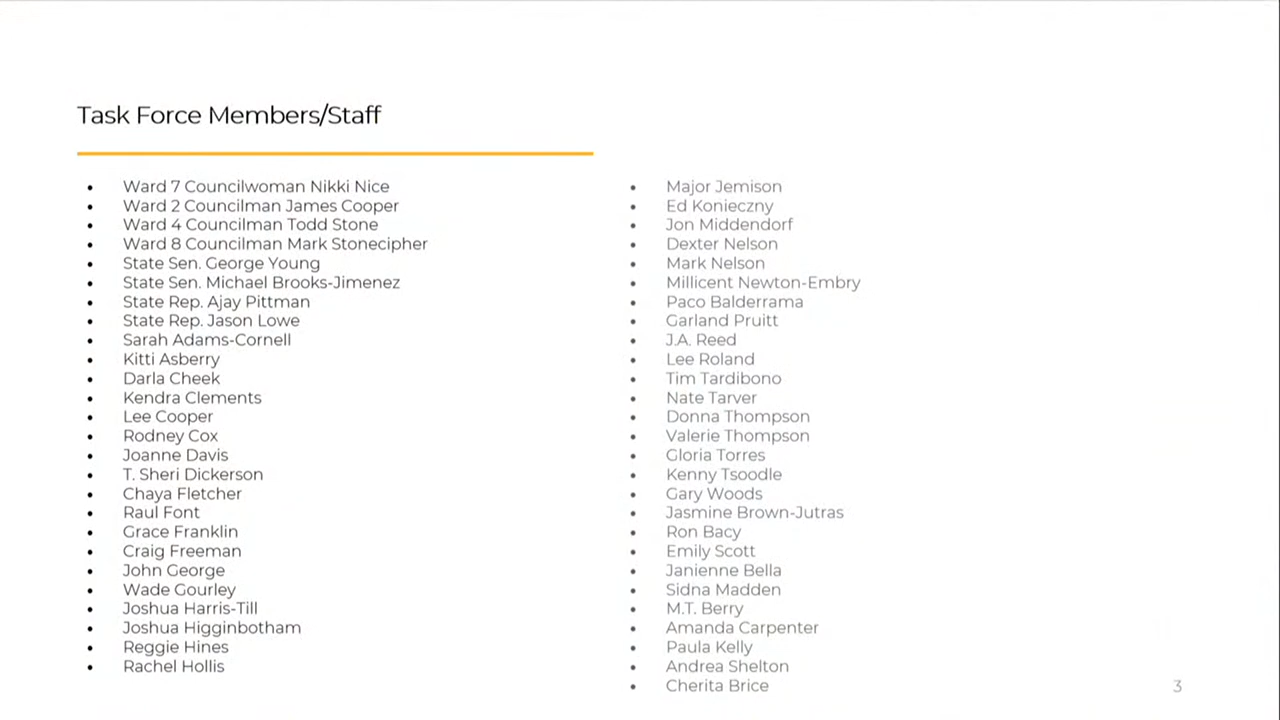 Task Force Members/Staff
• Ward 7 Councilwoman Nikki Nice
• Ward 2 Councilman James Cooper
• Ward 4 Councilman Todd Stone
• Ward 8 Councilman Mark Stonecipher
• State Sen. George Young
• State Sen. Michael Brooks-Jimenez
• State Rep. Ajay Pittman
• State Rep. Jason Lowe
• Sarah Adams-Cornell
• Kitti Asberry
• Darla Cheek
• Kendra Clements
• Lee Cooper
• Rodney Cox
• Joanne Davis
• T. Sheri Dickerson
• Chaya Fletcher
• Raul Font
• Grace Franklin
• Craig Freeman
• John George
• Wade Gourley
• Joshua Harris-Till
• Joshua Higginbotham
• Reggie Hines
• Rachel Hollis
• Major Jemison
• Ed Konieczny
• Jon Middendorf
• Dexter Nelson
• Mark Nelson
• Millicent Newton-Embry
• Paco Balderrama
• Garland Pruitt
• J.A. Reed
• Lee Roland
• Tim Tardibono
• Nate Tarver
• Donna Thompson
• Valerie Thompson
• Gloria Torres
• Kenny Tsoodle
• Gary Woods
• Jasmine Brown-Jutras
• Ron Bacy
• Emily Scott
• Janienne Bella
• Sidna Madden
• M.T. Berry
• Amanda Carpenter
• Paula Kelly
• Andrea Shelton
• Cherita Brice
3